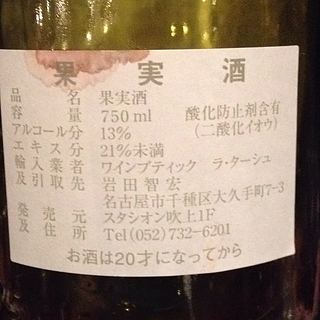 果実酒
品名 果実酒
容量 750ml 酸化防止剤含有
アルコール分 13% (二酸化イオウ)
エキス分 21%未満
輸入業者 ワインブティック ラ・ターシュ
及引取先 岩田智宏
名古屋市千種区大久手町7-3
発売元 スタシオン吹上1F
及住所 Tel(052)732-6201
お酒は20才になってから